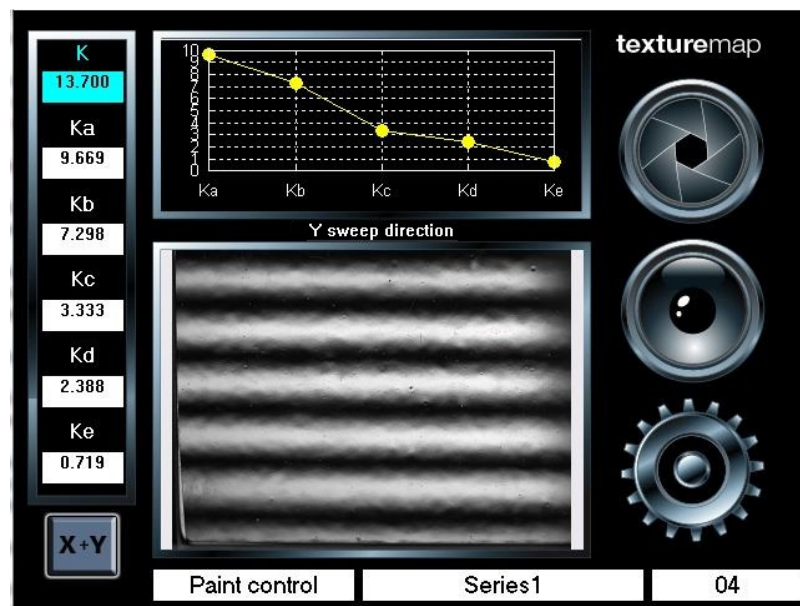 texturemap
K
13.700
Ka
9.669
Kb
7.298
Kc
3.333
Kd
2.388
Ke
0.719
X+Y
10
9
8
7
6
5
4
3
2
1
0
Ka Kb Kc Kd Ke
Y sweep direction
Paint control Series1 04